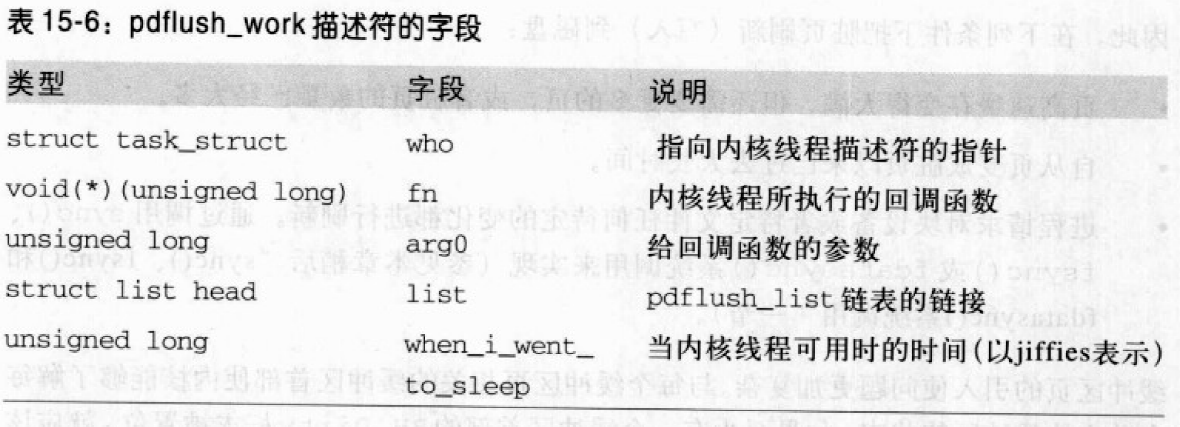 表 15-6：pdflush_work 描述符的字段
类型 字段 说明
struct task_struct who 指向内核线程描述符的指针
void(*)(unsigned long) fn 内核线程所执行的回调函数
unsigned long arg0 给回调函数的参数
struct list head list pdflush_list 链表的链接
unsigned long when_i_went_ 当内核线程可用时的时间(以jiffies表示)
to_sleep